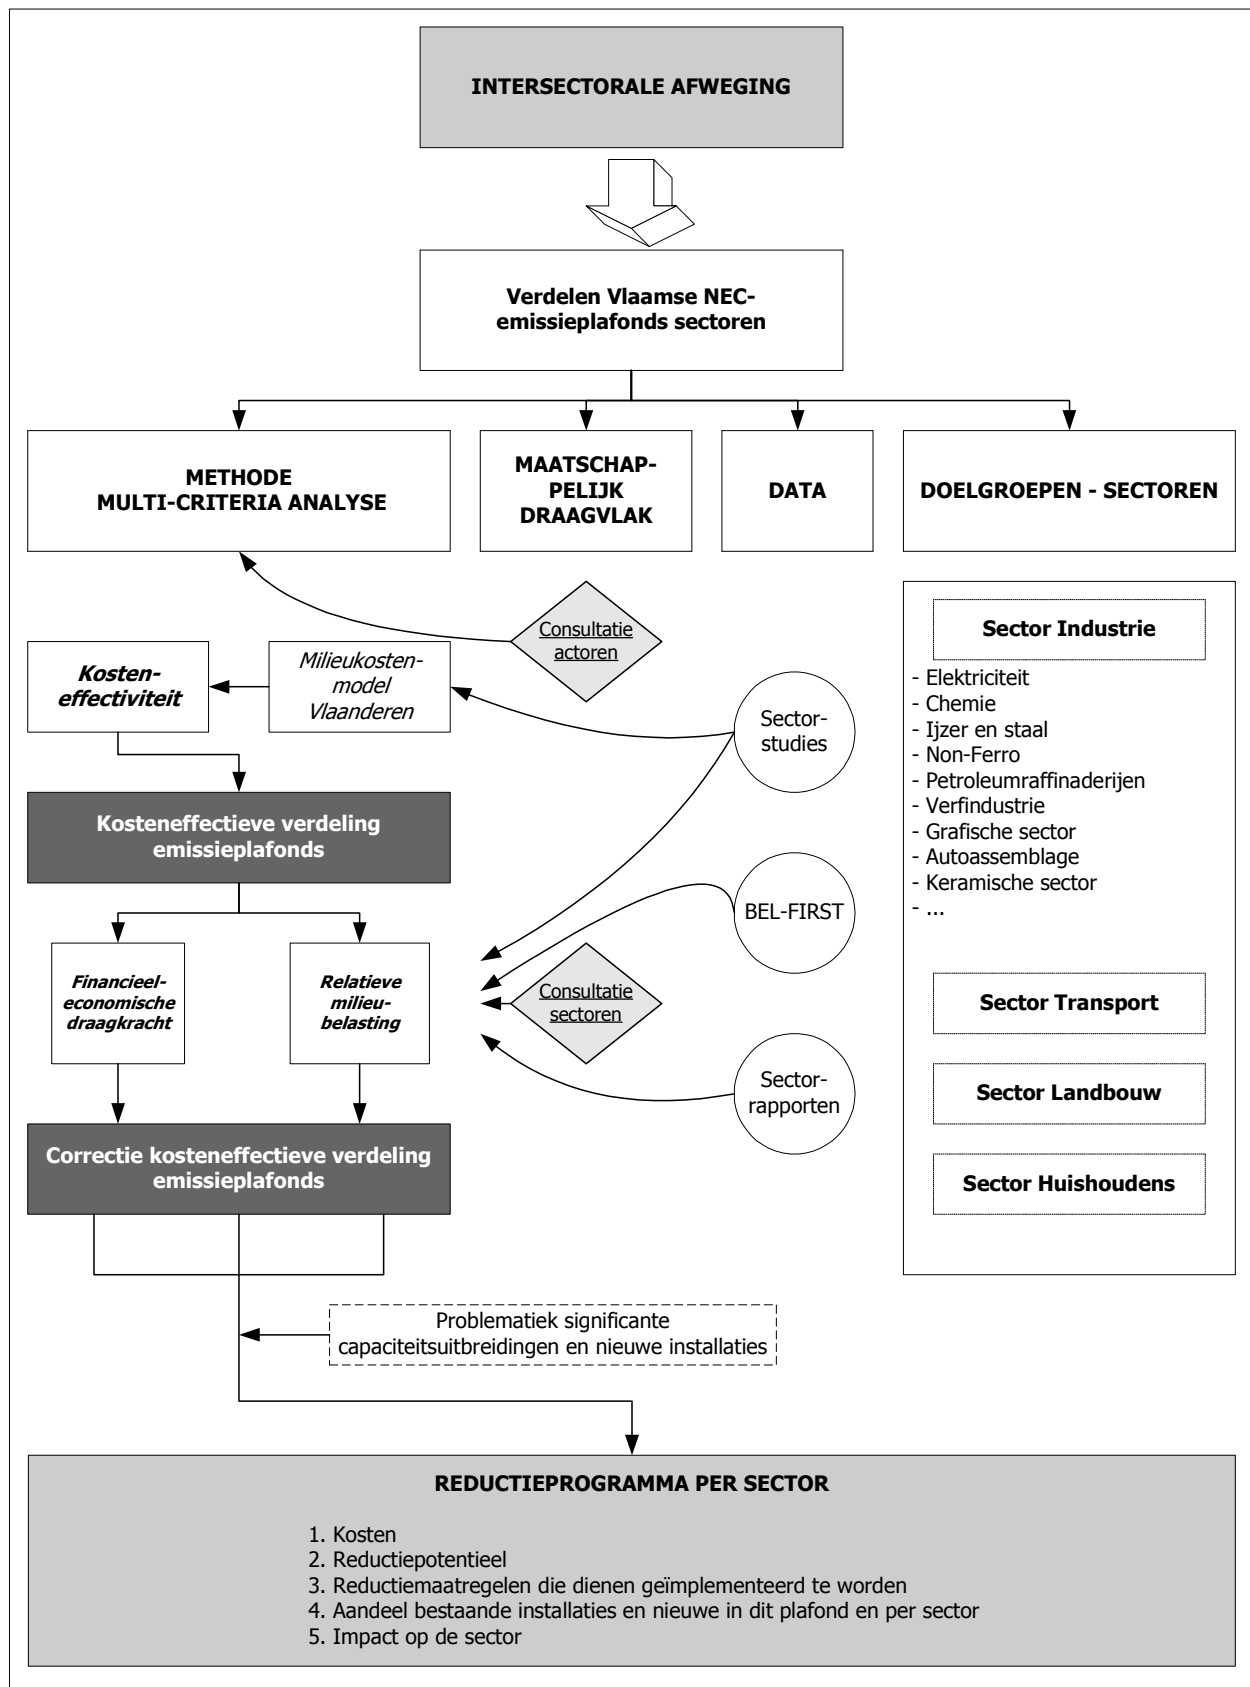 INTERSECTORALE AFWEGING
Verdelen Vlaamse NEC-
emissieplafonds sectoren
METHODE
MULTI-CRITERIA ANALYSE
MAATSCHAP-
PELIJK
DRAAGVLAK
DATA
DOELGROEPEN - SECTOREN
Consultatie
actoren
Kosten-
effectiviteit
Milieukosten-
model
Vlaanderen
Sector-
studies
Kosteneffectieve verdeling
emissieplafonds
BEL-FIRST
Financieel-
economische
draagkracht
Relatieve
milieu-
belasting
Consultatie
sectoren
Sector-
rapporten
Correctie kosteneffectieve verdeling
emissieplafonds
Sector Industrie
- Elektriciteit
- Chemie
- Ijzer en staal
- Non-Ferro
- Petroleumraffinaderijen
- Verfindustrie
- Grafische sector
- Autoassemblage
- Keramische sector
- ...
Sector Transport
Sector Landbouw
Sector Huishoudens
Problematiek significante
capaciteitsuitbreidingen en nieuwe installaties
REDUCTIEPROGRAMMA PER SECTOR
1. Kosten
2. Reductiepotentieel
3. Reductiemaatregelen die dienen geïmplementeerd te worden
4. Aandeel bestaande installaties en nieuwe in dit plafond en per sector
5. Impact op de sector